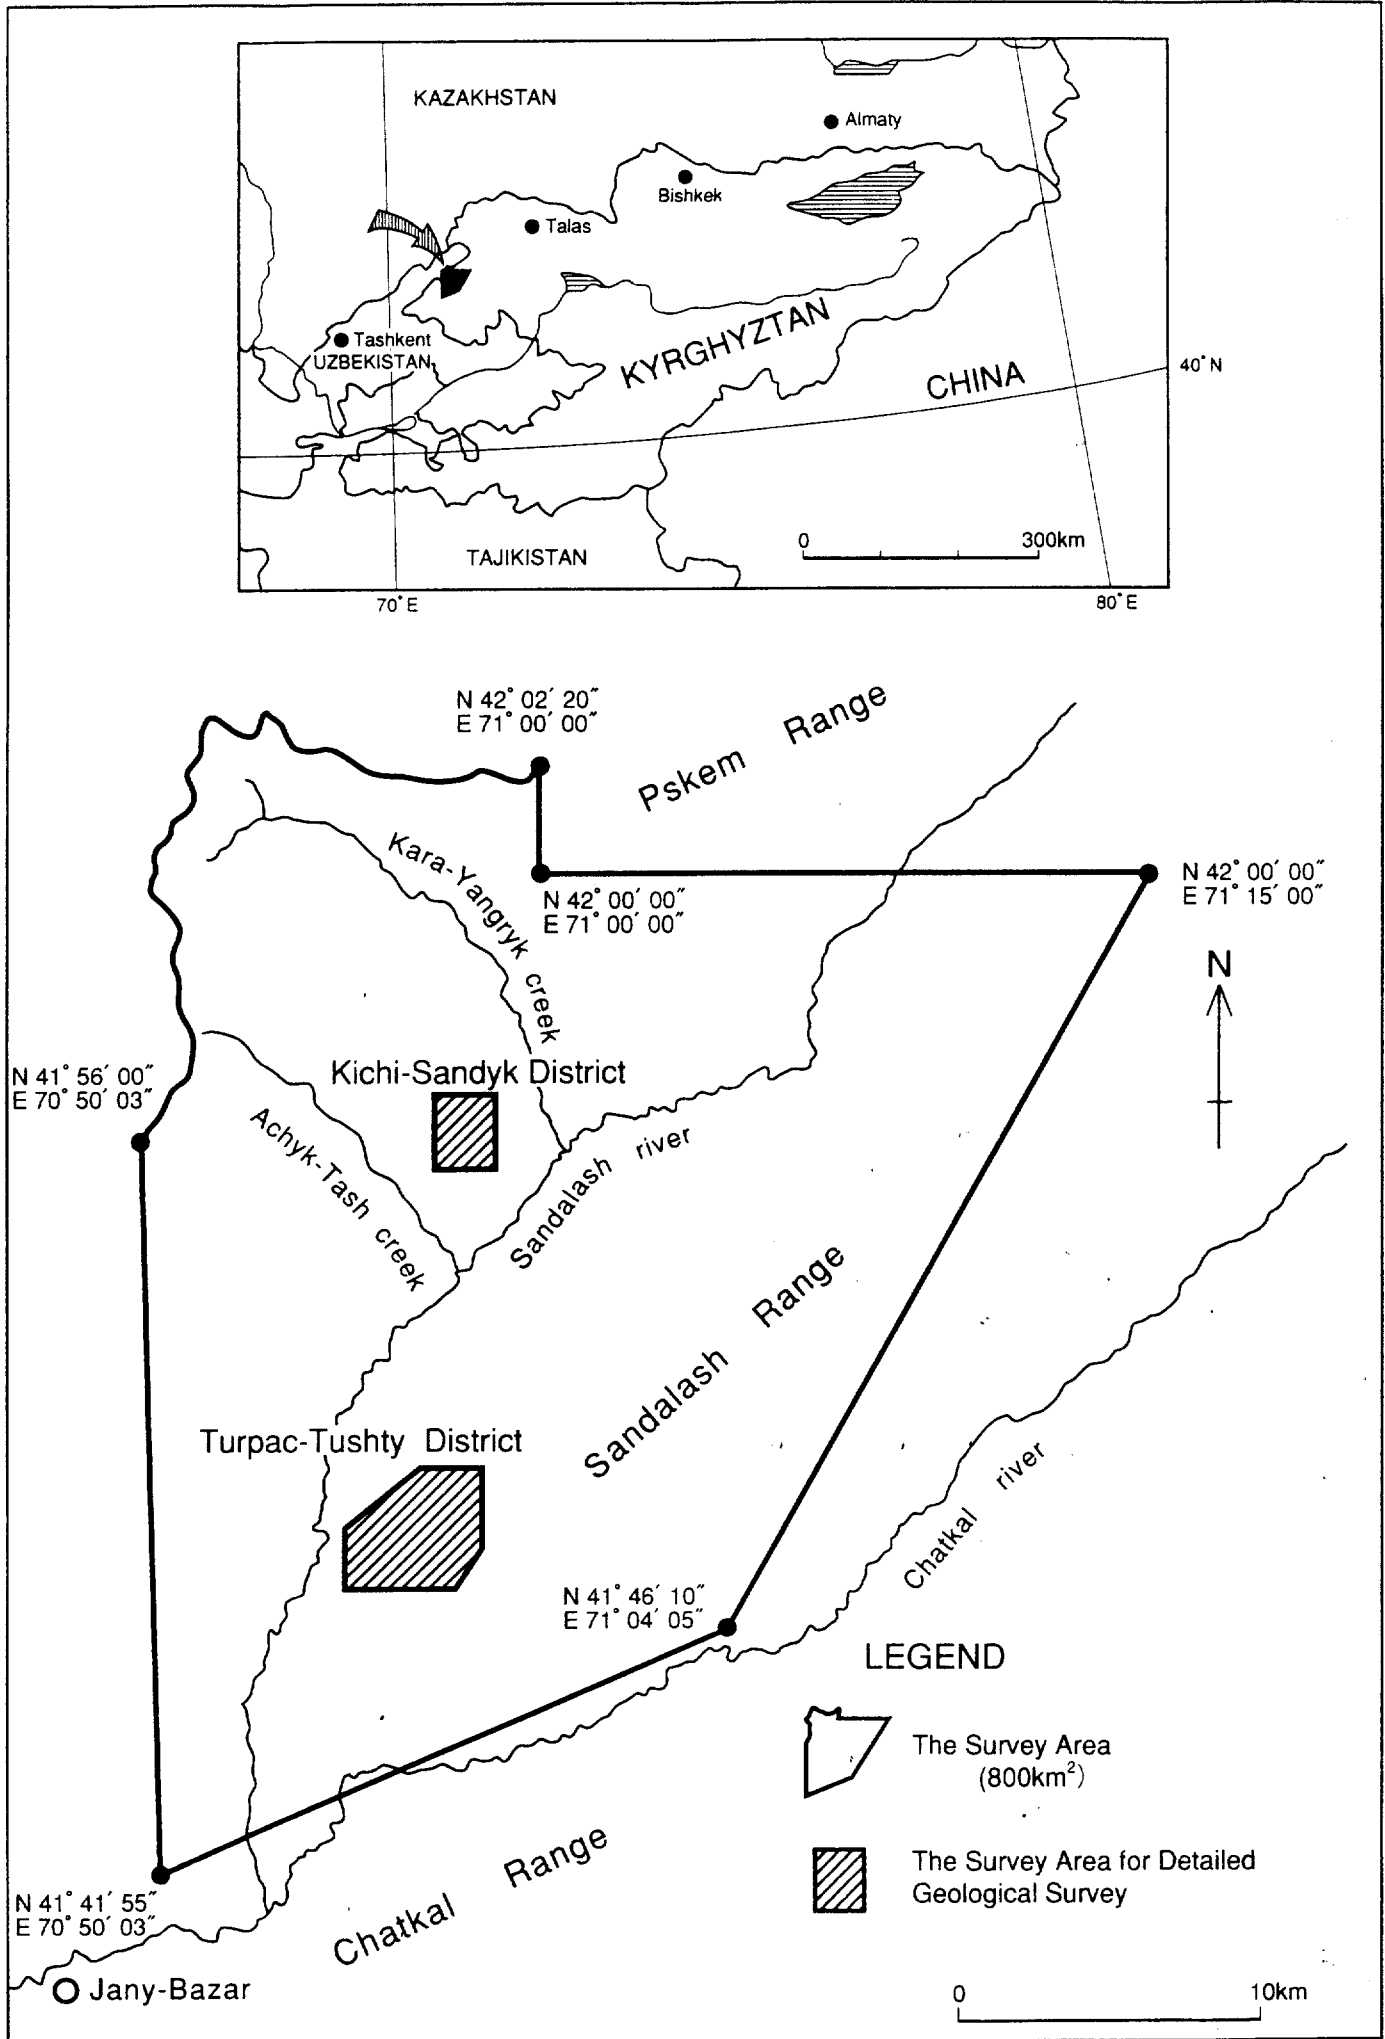 KAZAKHSTAN
Almaty
Bishkek
Talas
Tashkent
UZBEKISTAN
KYRGHYZTAN
CHINA
40° N
TAJIKISTAN
0 300km
70° E 80° E
N 42° 02′ 20″
E 71° 00′ 00″
Pskem Range
Kara-Yangryk creek
N 42° 00′ 00″
E 71° 00′ 00″
N 42° 00′ 00″
E 71° 15′ 00″
N
N 41° 56′ 00″
E 70° 50′ 03″
Kichi-Sandyk District
Achyk-Tash creek
Sandalash river
Sandalash Range
Turpac-Tushty District
Chatkal river
N 41° 46′ 10″
E 71° 04′ 05″
LEGEND
The Survey Area
(800km²)
The Survey Area for Detailed
Geological Survey
Chatkal Range
N 41° 41′ 55″
E 70° 50′ 03″
Jany-Bazar
0 10km